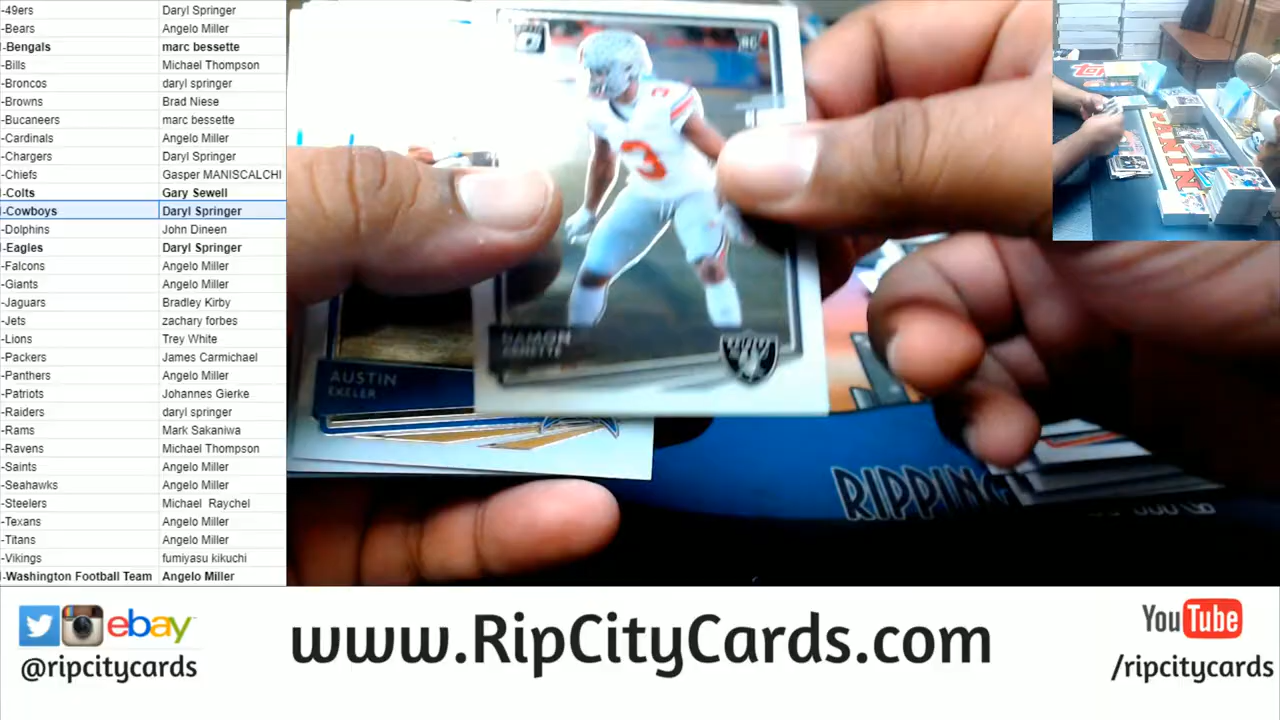 -49ers Daryl Springer
-Bears Angelo Miller
-Bengals marc bessette
-Bills Michael Thompson
-Broncos daryl springer
-Browns Brad Niese
-Bucaneers marc bessette
-Cardinals Angelo Miller
-Chargers Daryl Springer
-Chiefs Gasper MANISCALCHI
-Colts Gary Sewell
-Cowboys Daryl Springer
-Dolphins John Dineen
-Eagles Daryl Springer
-Falcons Angelo Miller
-Giants Angelo Miller
-Jaguars Bradley Kirby
-Jets zachary forbes
-Lions Trey White
-Packers James Carmichael
-Panthers Angelo Miller
-Patriots Johannes Gierke
-Raiders daryl springer
-Rams Mark Sakaniwa
-Ravens Michael Thompson
-Saints Angelo Miller
-Seahawks Angelo Miller
-Steelers Michael Raychel
-Texans Angelo Miller
-Titans Angelo Miller
-Vikings fumiyasu kikuchi
-Washington Football Team Angelo Miller
3
DAMON
ARNETTE
AUSTIN
EKELER
RIPPING
PANINI
ebay
@ripcitycards
www.RipCityCards.com
YouTube
/ripcitycards